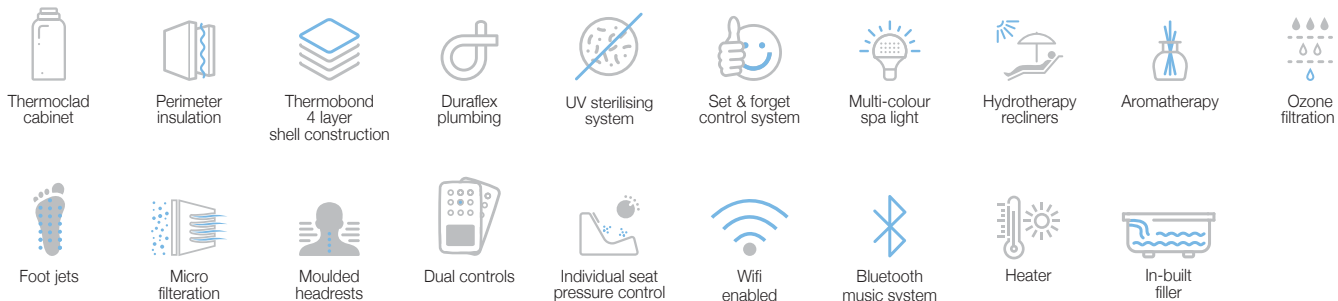 Thermoclad
cabinet
Perimeter
insulation
Thermobond
4 layer
shell construction
Duraflex
plumbing
UV sterilising
system
Set & forget
control system
Multi-colour
spa light
Hydrotherapy
recliners
Aromatherapy
Ozone
filtration
Foot jets
Micro
filteration
Moulded
headrests
Dual controls
Individual seat
pressure control
Wifi
enabled
Bluetooth
music system
Heater
In-built
filler